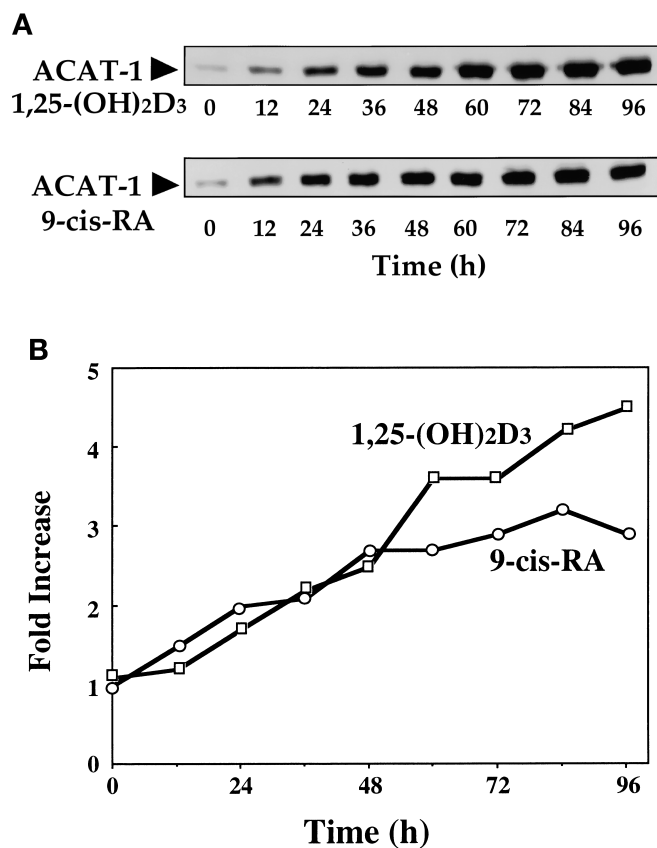 A
ACAT-1
1,25-(OH)2D3 0 12 24 36 48 60 72 84 96
ACAT-1
9-cis-RA 0 12 24 36 48 60 72 84 96
Time (h)
B
5
4
3
2
1
0
Fold Increase
1,25-(OH)2D3
9-cis-RA
0 24 48 72 96
Time (h)